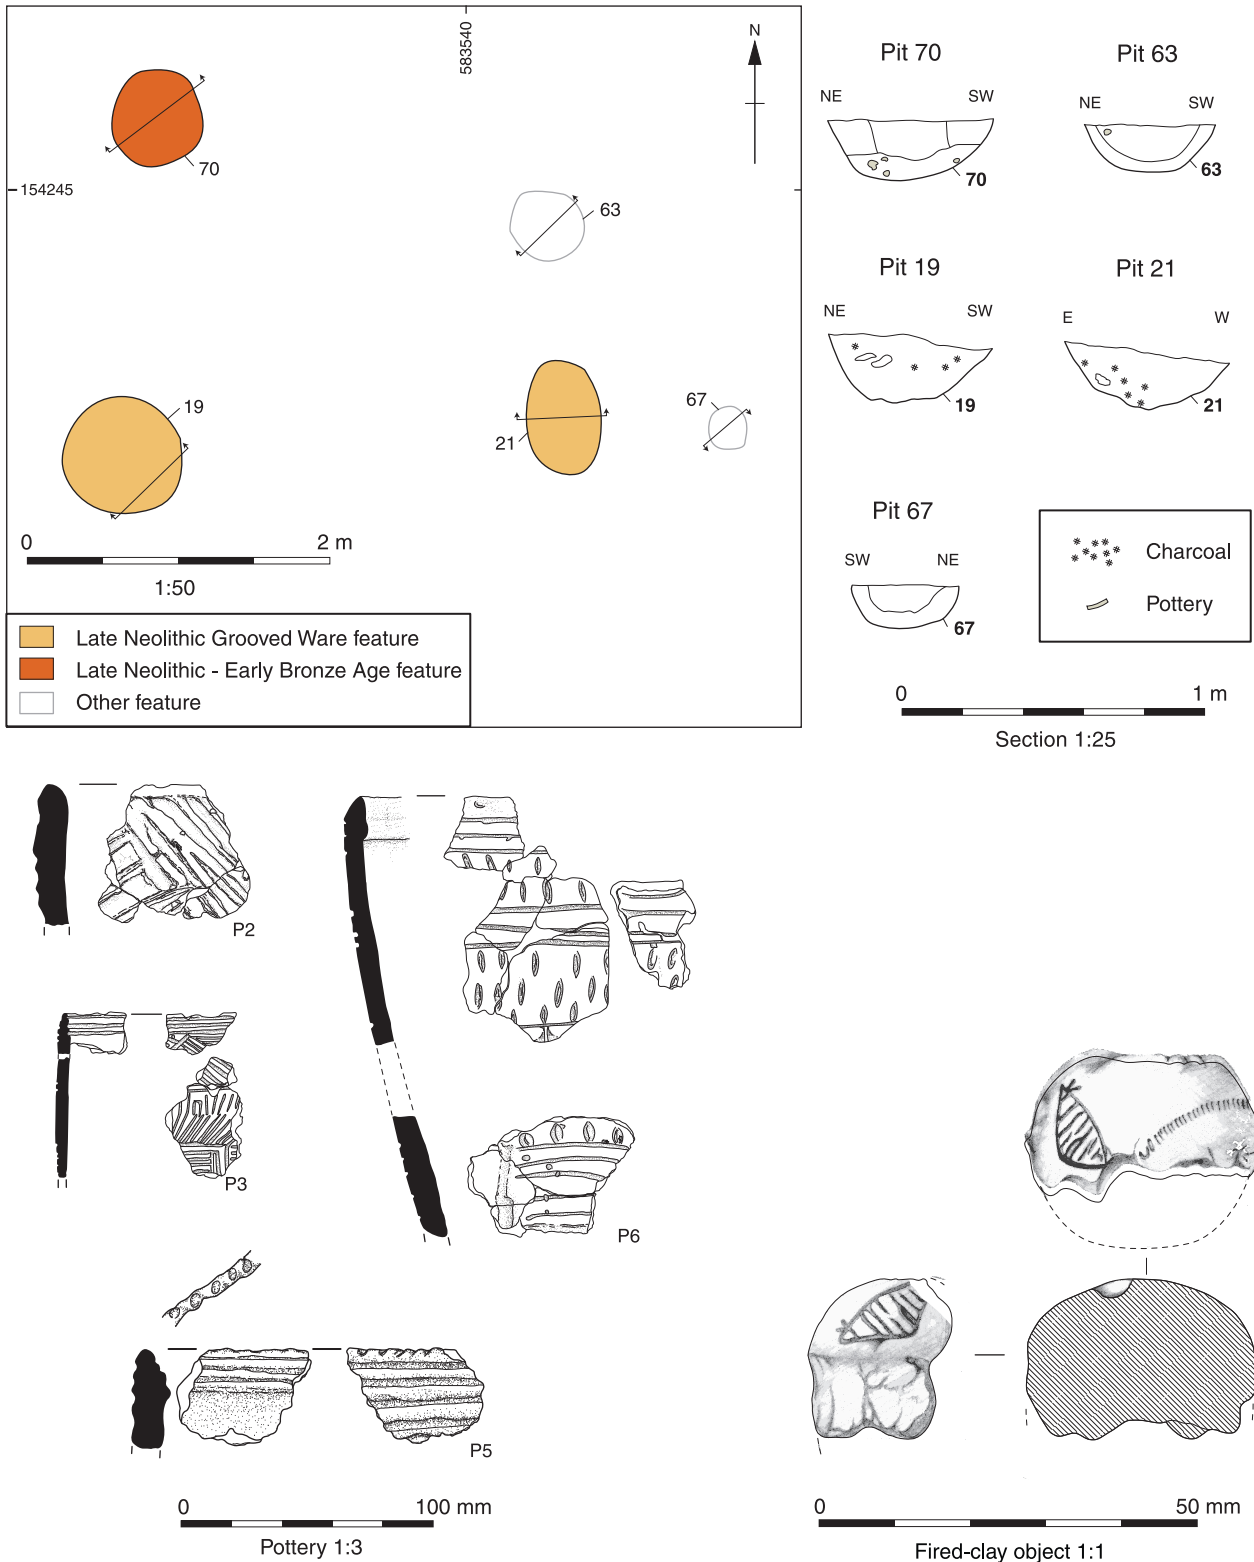 583540
N
70
154245
63
19
21
67
0 2 m
1:50
Late Neolithic Grooved Ware feature
Late Neolithic - Early Bronze Age feature
Other feature
Pit 70
NE SW
70
Pit 63
NE SW
63
Pit 19
NE SW
19
Pit 21
E W
21
Pit 67
SW NE
67
Charcoal
Pottery
0 1 m
Section 1:25
P2
P3
P6
P5
0 100 mm
Pottery 1:3
0 50 mm
Fired-clay object 1:1